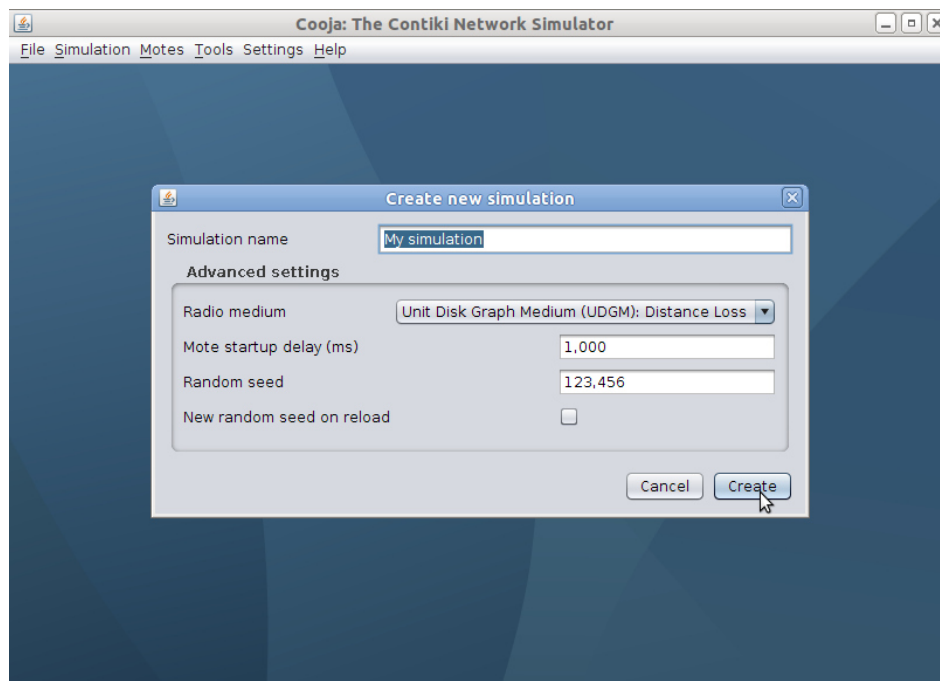 Cooja: The Contiki Network Simulator
File Simulation Motes Tools Settings Help
Create new simulation
Simulation name My simulation
Advanced settings
Radio medium Unit Disk Graph Medium (UDGM): Distance Loss
Mote startup delay (ms) 1,000
Random seed 123,456
New random seed on reload
Cancel Create